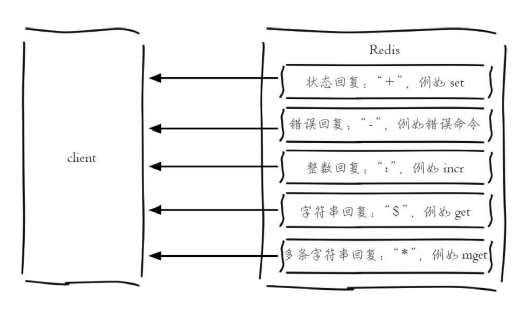 Redis
状态回复：“+”，例如 set
错误回复：“-”，例如错误命令
client
整数回复：“:”，例如 incr
字符串回复：“$”，例如 get
多条字符串回复：“*”，例如 mget